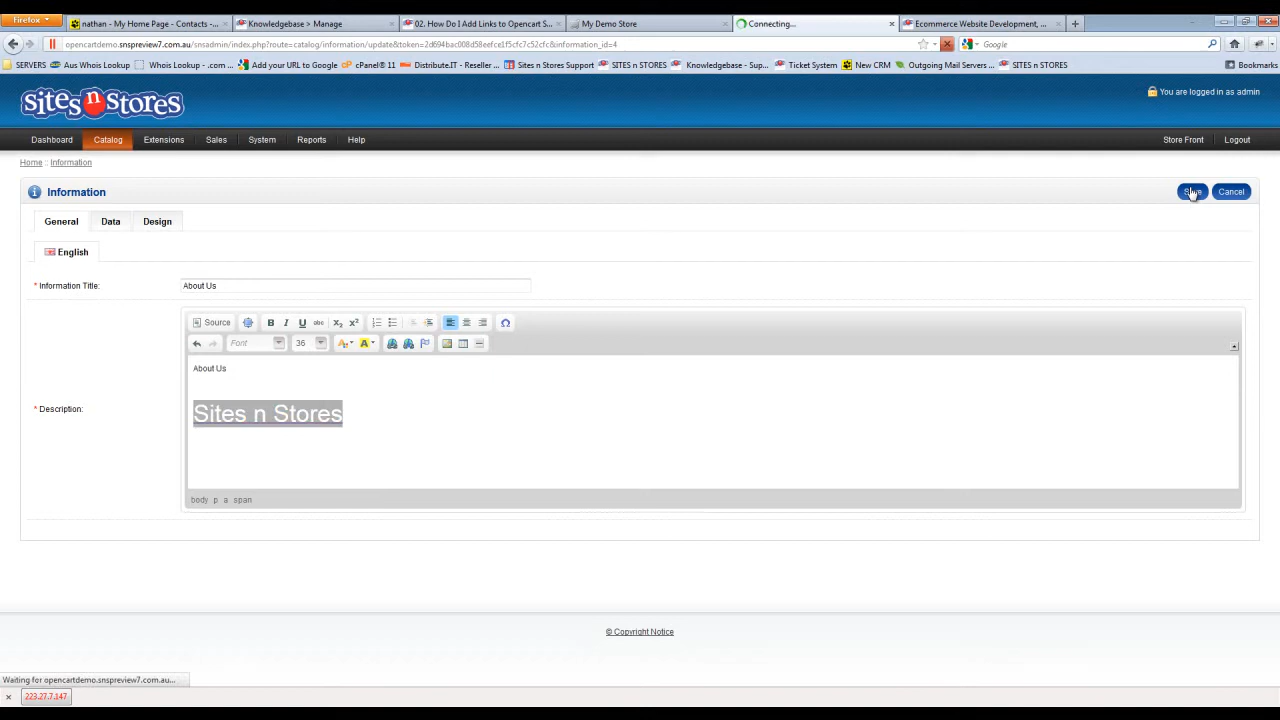 Firefox
nathan - My Home Page - Contacts -...
Knowledgebase > Manage
02. How Do I Add Links to Opencart S...
My Demo Store
Connecting...
Ecommerce Website Development, ...
opencartdemo.snspreview7.com.au/snsadmin/index.php?route=catalog/information/update&token=2d694bac008d58eefce1f5cfc7c52cfc&information_id=4
Google
SERVERS
Aus Whois Lookup
Whois Lookup - .com ...
Add your URL to Google
cPanel® 11
Distribute.IT - Reseller ...
Sites n Stores Support
SITES n STORES
Knowledgebase - Sup...
Ticket System
New CRM
Outgoing Mail Servers ...
SITES n STORES
Bookmarks
sites n stores
You are logged in as admin
Dashboard
Catalog
Extensions
Sales
System
Reports
Help
Store Front
Logout
Home :: Information
Information
Save
Cancel
General
Data
Design
English
* Information Title:
About Us
Source
B I U abc X₂ X²
Font
36
About Us
Sites n Stores
* Description:
body p a span
© Copyright Notice
Waiting for opencartdemo.snspreview7.com.au...
223.27.7.147